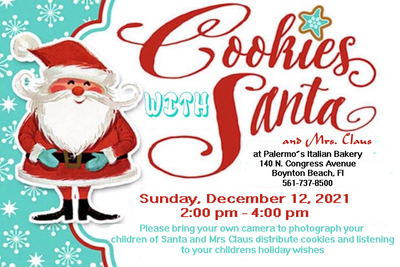 Cookies
WITH
Santa
and Mrs. Claus
at Palermo"s Italian Bakery
140 N. Congress Avenue
Boynton Beach, Fl
561-737-8500
Sunday, December 12, 2021
2:00 pm - 4:00 pm
Please bring your own camera to photograph your
children of Santa and Mrs Claus distribute cookies and listening
to your childrens holiday wishes